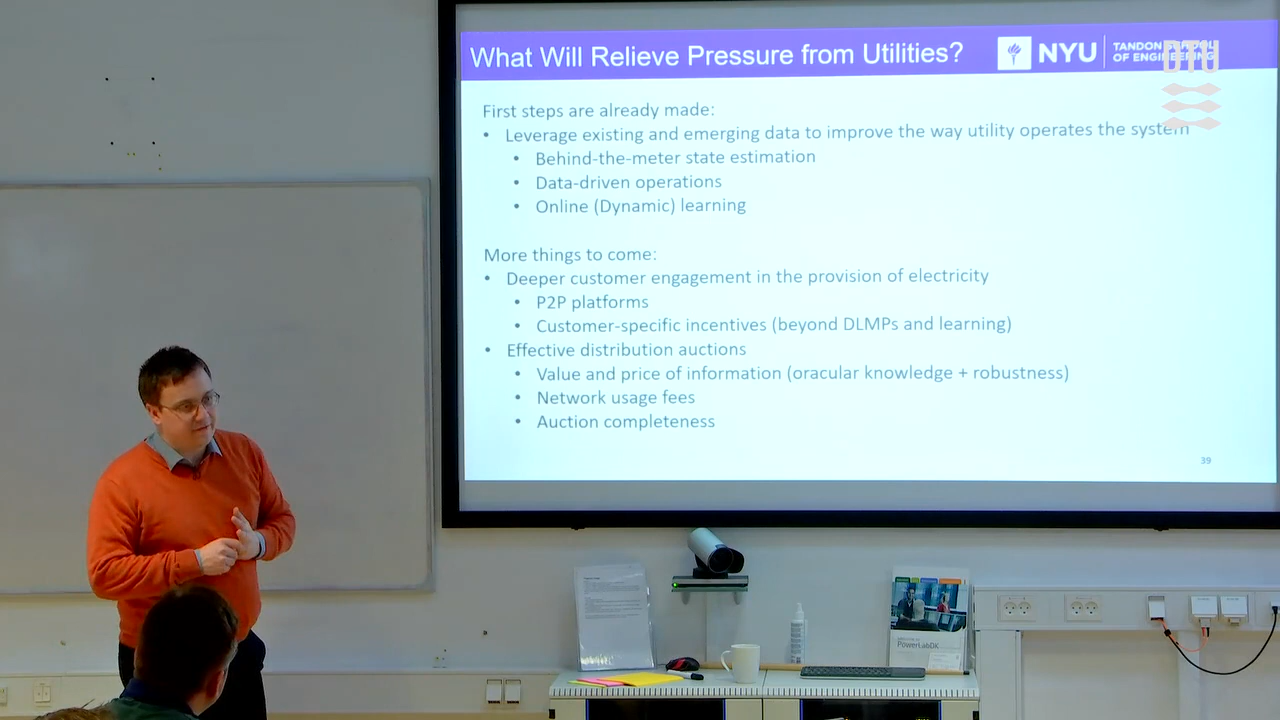 What Will Relieve Pressure from Utilities?
NYU
TANDON SCHOOL
OF ENGINEERING
DTU
First steps are already made:
• Leverage existing and emerging data to improve the way utility operates the system
• Behind-the-meter state estimation
• Data-driven operations
• Online (Dynamic) learning
More things to come:
• Deeper customer engagement in the provision of electricity
• P2P platforms
• Customer-specific incentives (beyond DLMPs and learning)
• Effective distribution auctions
• Value and price of information (oracular knowledge + robustness)
• Network usage fees
• Auction completeness
39
PowerLabDK